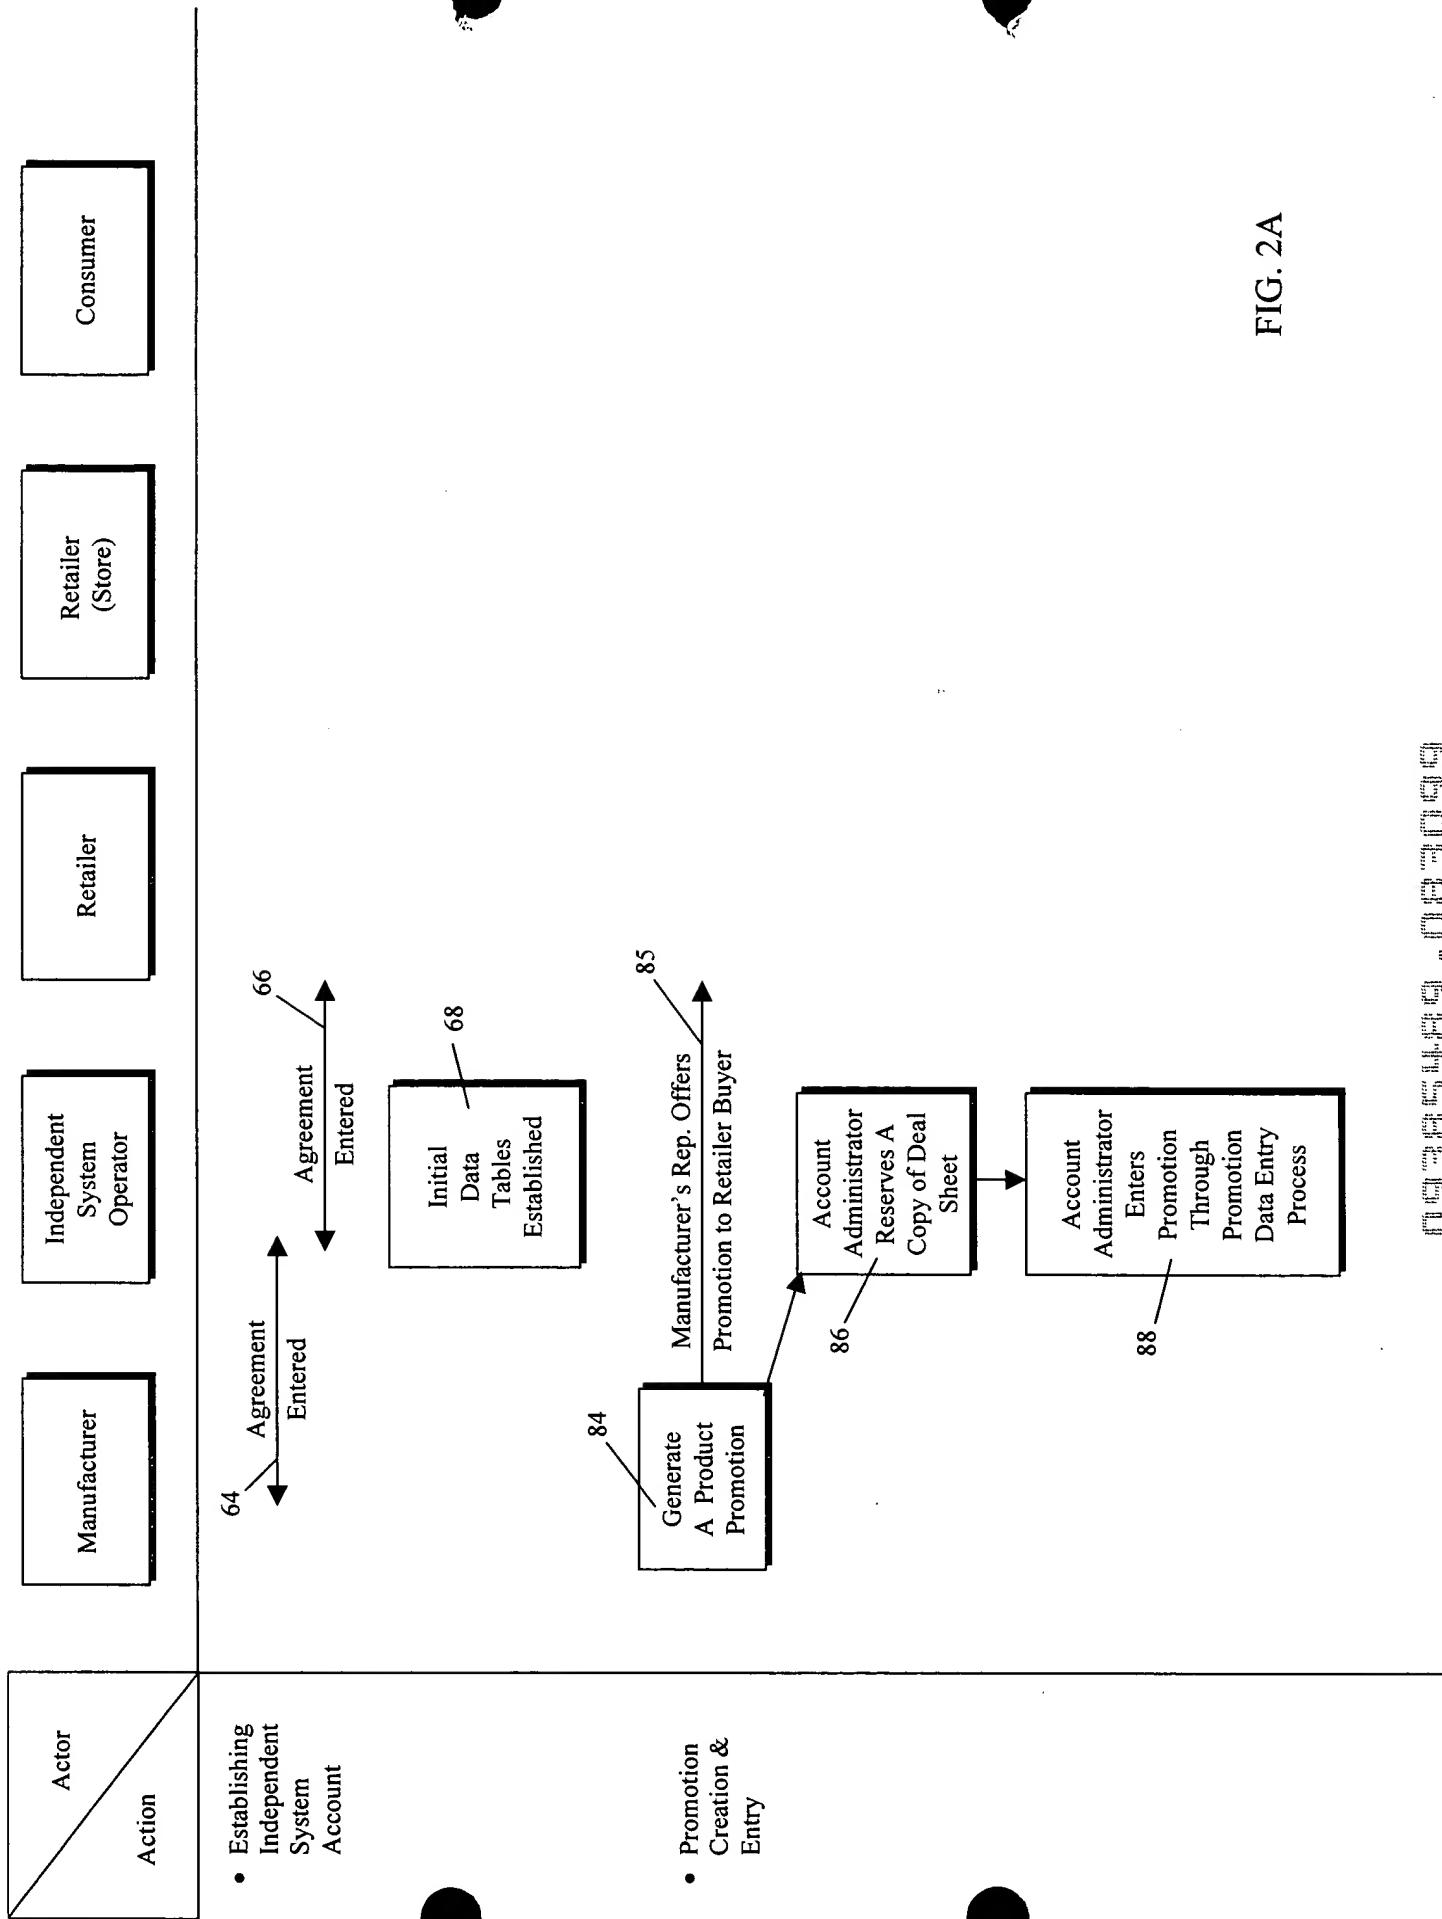 Actor
Action
Manufacturer
Independent
System
Operator
Retailer
Retailer
(Store)
Consumer
• Establishing
Independent
System
Account
64
Agreement
Entered
66
Agreement
Entered
68
Initial
Data
Tables
Established
• Promotion
Creation &
Entry
84
Generate
A Product
Promotion
85
Manufacturer's Rep. Offers
Promotion to Retailer Buyer
86
Account
Administrator
Reserves A
Copy of Deal
Sheet
88
Account
Administrator
Enters
Promotion
Through
Promotion
Data Entry
Process
FIG. 2A